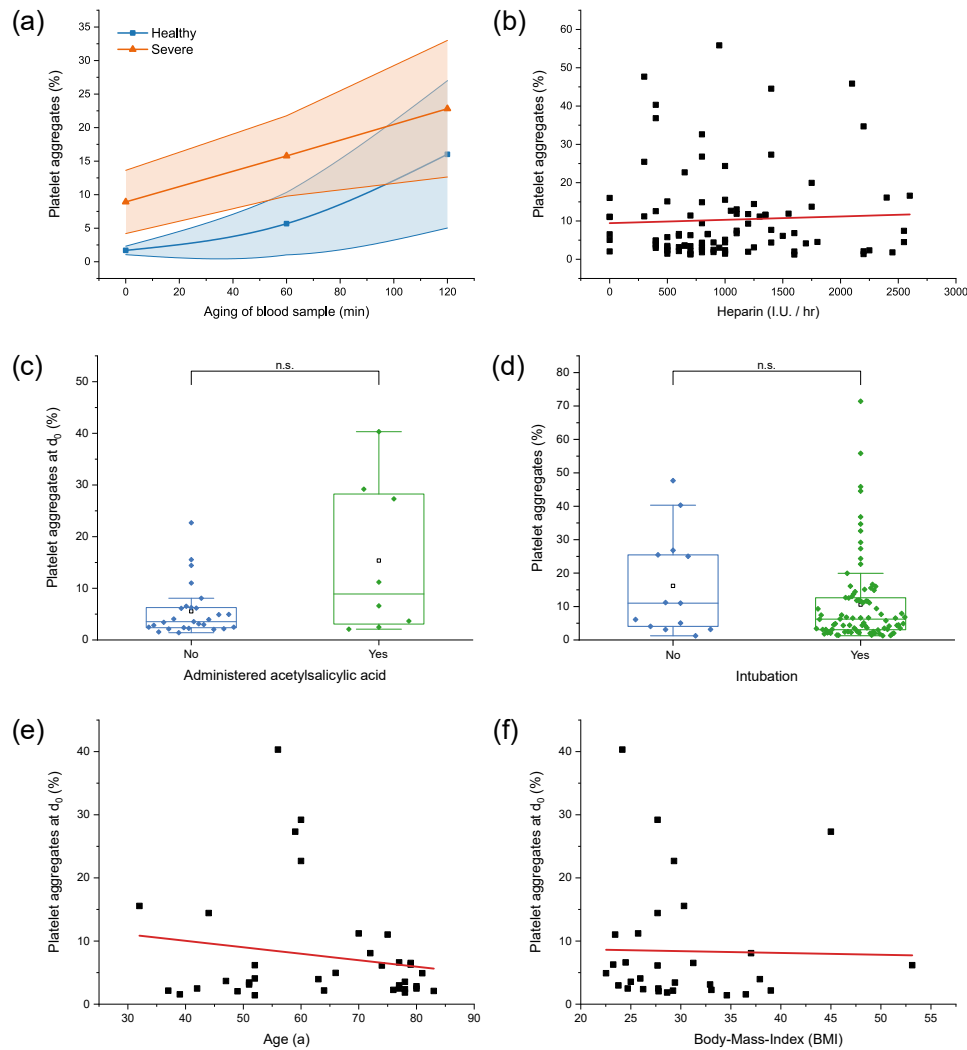 (a)
Healthy
Severe
Platelet aggregates (%)
35
30
25
20
15
10
5
0
0 20 40 60 80 100 120
Aging of blood sample (min)
(b)
Platelet aggregates (%)
60
50
40
30
20
10
0
0 500 1000 1500 2000 2500 3000
Heparin (I.U. / hr)
(c)
n.s.
Platelet aggregates at d0 (%)
50
40
30
20
10
0
No Yes
Administered acetylsalicylic acid
(d)
n.s.
Platelet aggregates (%)
80
70
60
50
40
30
20
10
0
No Yes
Intubation
(e)
Platelet aggregates at d0 (%)
40
30
20
10
0
30 40 50 60 70 80 90
Age (a)
(f)
Platelet aggregates at d0 (%)
40
30
20
10
0
25 30 35 40 45 50 55
Body-Mass-Index (BMI)